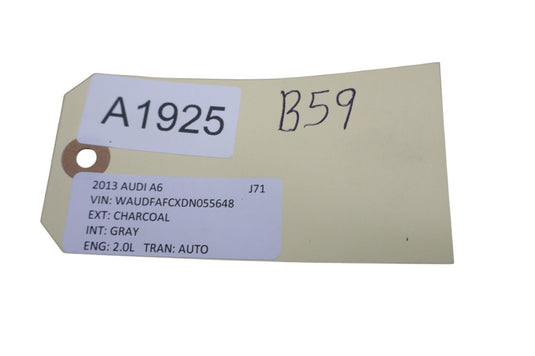 A1925
B59
2013 AUDI A6 J71
VIN: WAUDFAFCXDN055648
EXT: CHARCOAL
INT: GRAY
ENG: 2.0L TRAN: AUTO